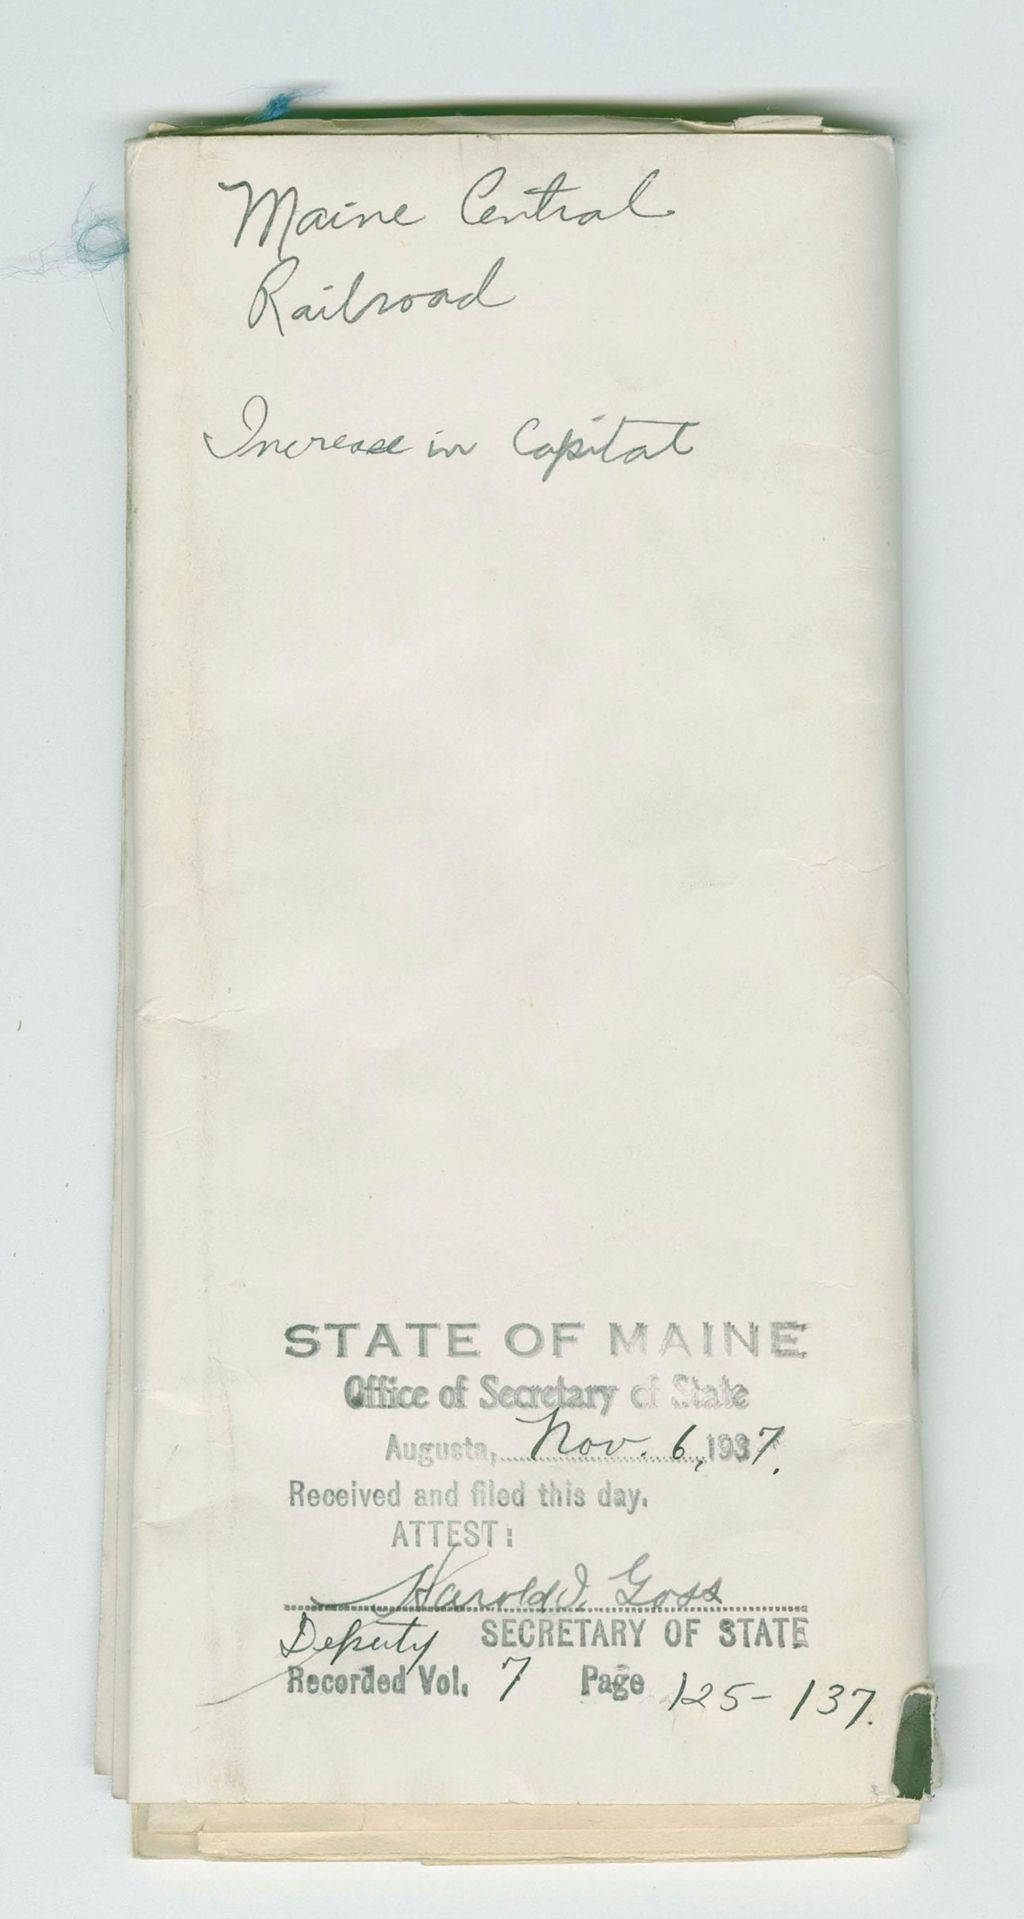 Maine Central
Railroad
Increase in Capital
STATE OF MAINE
Office of Secretary of State
Augusta, Nov. 6, 1937.
Received and filed this day.
ATTEST:
Harold I. Goss
Deputy SECRETARY OF STATE
Recorded Vol. 7 Page 125-137.